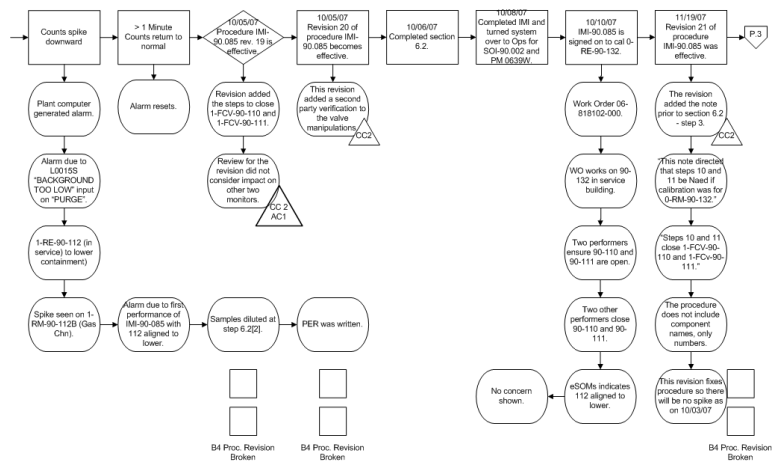 Counts spike
downward
> 1 Minute
Counts return to
normal
10/05/07
Procedure IMI-
90.085 rev. 19 is
effective.
10/05/07
Revision 20 of
procedure IMI-
90.085 becomes
effective.
10/06/07
Completed section
6.2.
10/08/07
Completed IMI and
turned system
over to Ops for
SOI-90.002 and
PM 0639W.
10/10/07
IMI-90.085 is
signed on to cal 0-
RE-90-132.
11/19/07
Revision 21 of
procedure IMI-
90.085 was
effective.
P.3
Plant computer
generated alarm.
Alarm resets.
Revision added
the steps to close
1-FCV-90-110 and
1-FCV-90-111.
This revision
added a second
party verification to
the valve
manipulations.
CC2
Work Order 06-
818102-000.
The revision
added the note
prior to section 6.2
- step 3.
CC2
Alarm due to
L0015S
"BACKGROUND
TOO LOW" input
on "PURGE".
Review for the
revision did not
consider impact on
other two
monitors.
CC 2
AC1
WO works on 90-
132 in service
building.
"This note directed
that steps 10 and
11 be Naed if
calibration was for
0-RM-90-132."
1-RE-90-112 (in
service) to lower
containment)
Two performers
ensure 90-110 and
90-111 are open.
"Steps 10 and 11
close 1-FCV-90-
110 and 1-FCv-90-
111."
Spike seen on 1-
RM-90-112B (Gas
Chn).
Alarm due to first
performance of
IMI-90-085 with
112 aligned to
lower.
Samples diluted at
step 6.2[2].
PER was written.
Two other
performers close
90-110 and 90-
111.
The procedure
does not include
component
names, only
numbers.
No concern
shown.
eSOMs indicates
112 aligned to
lower.
This revision fixes
procedure so there
will be no spike as
on 10/03/07
B4 Proc. Revision
Broken
B4 Proc. Revision
Broken
B4 Proc. Revision
Broken